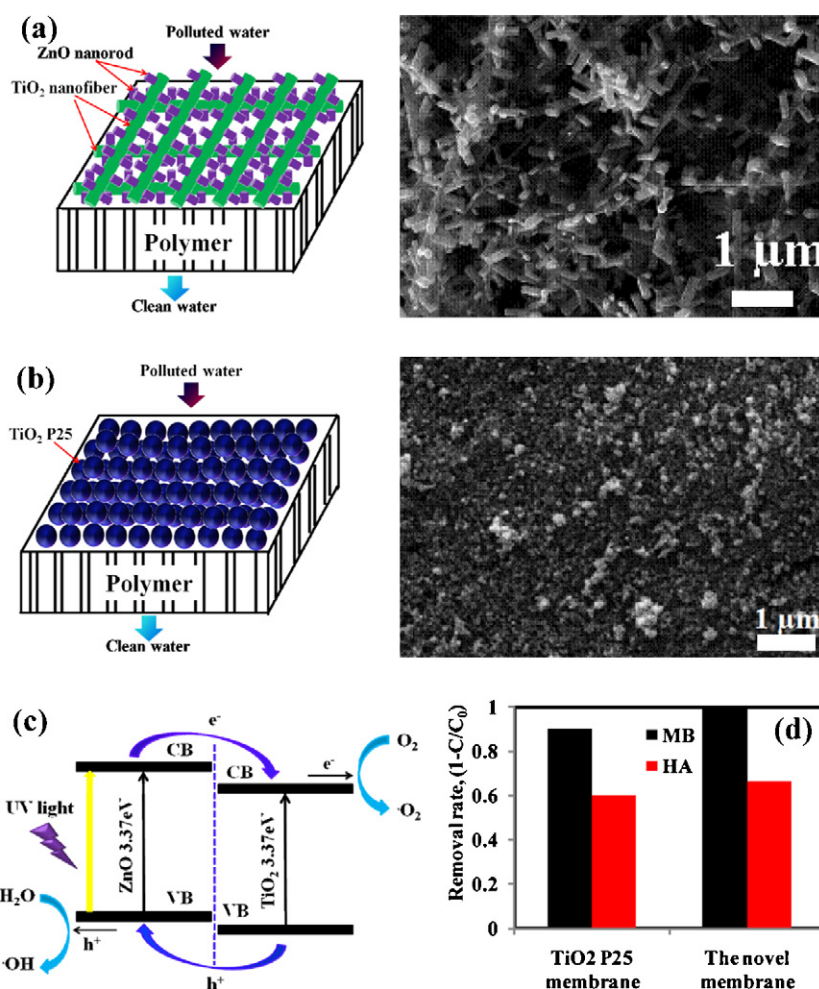 (a)
Polluted water
ZnO nanorod
TiO₂ nanofiber
Polymer
Clean water
1 µm
(b)
Polluted water
TiO₂ P25
Polymer
Clean water
1 µm
(c)
e⁻
CB
CB
e⁻
O₂
·O₂
UV light
ZnO 3.37eV
TiO₂ 3.37eV
H₂O
VB
VB
h⁺
·OH
h⁺
(d)
Removal rate, (1-C/C₀)
1
0.8
0.6
0.4
0.2
0
MB
HA
TiO2 P25 membrane
The novel membrane